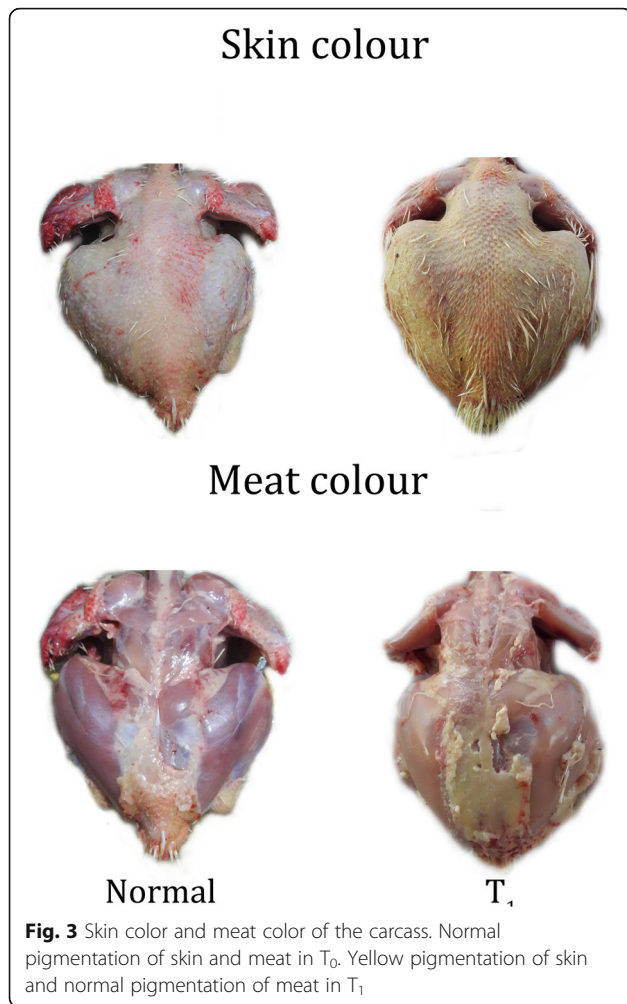 Skin colour
Meat colour
Normal T₁
Fig. 3 Skin color and meat color of the carcass. Normal
pigmentation of skin and meat in T₀. Yellow pigmentation of skin
and normal pigmentation of meat in T₁